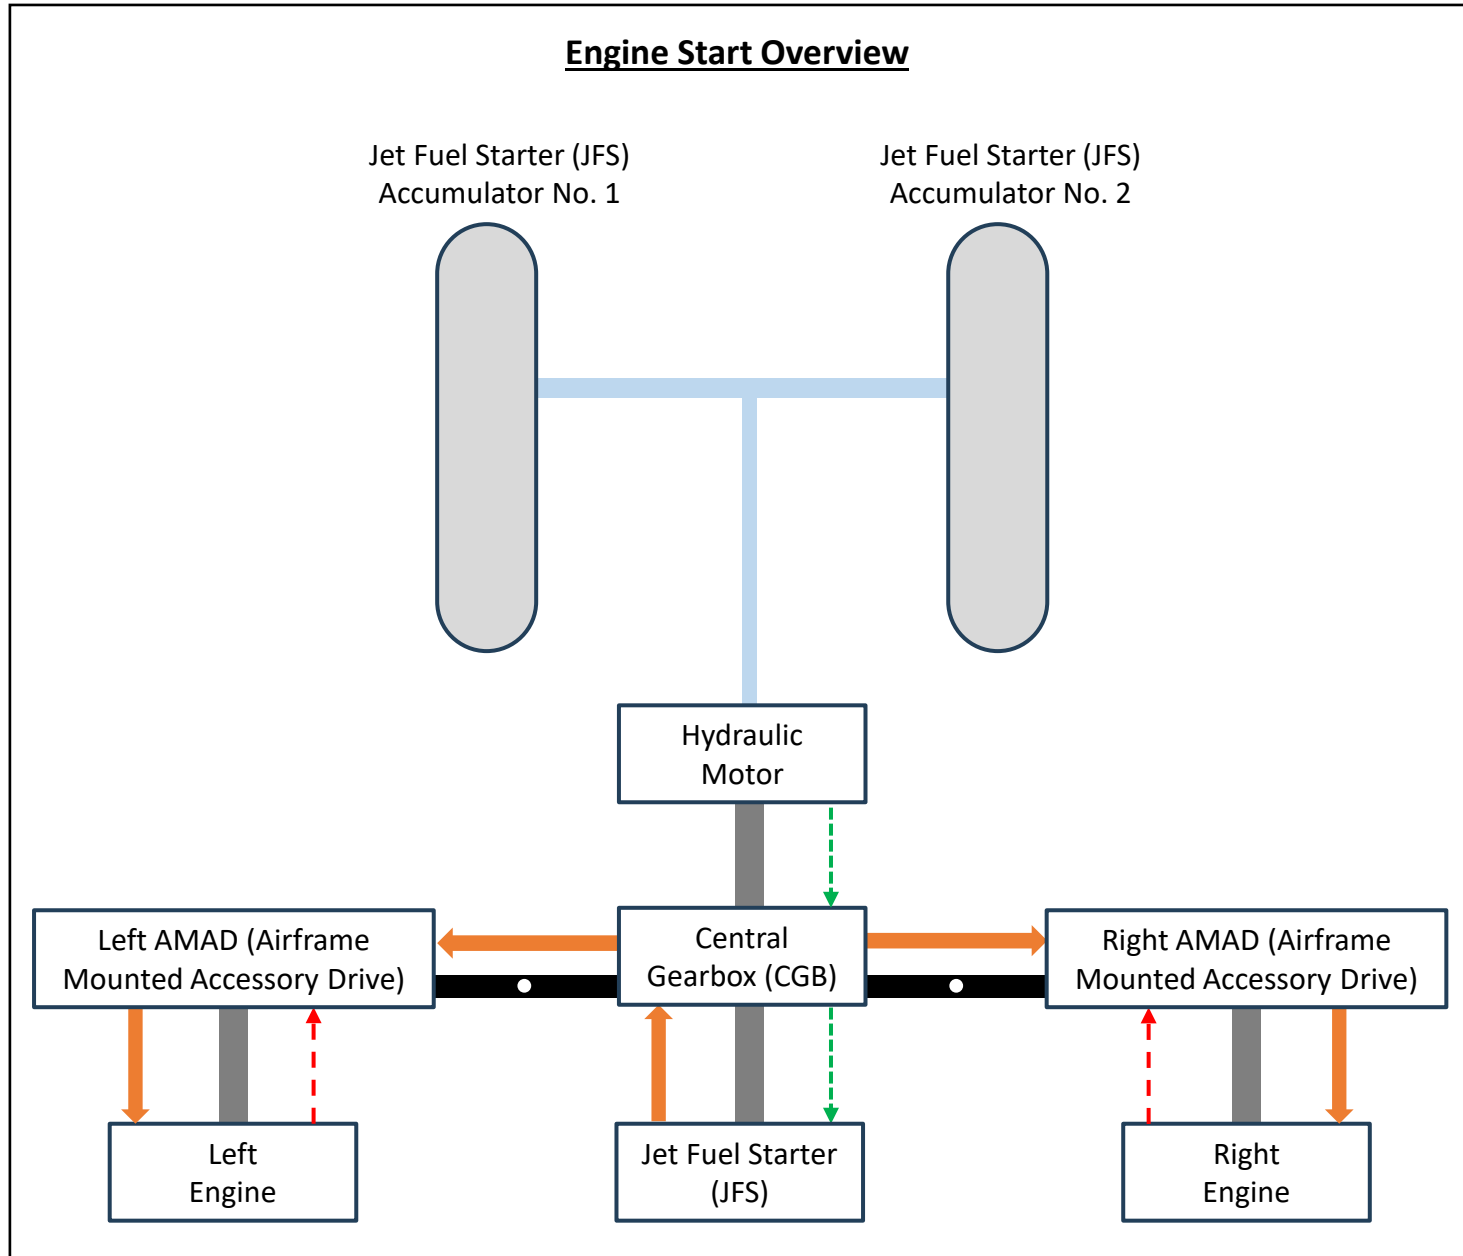 Engine Start Overview
Jet Fuel Starter (JFS)
Accumulator No. 1
Jet Fuel Starter (JFS)
Accumulator No. 2
Hydraulic
Motor
Left AMAD (Airframe
Mounted Accessory Drive)
Central
Gearbox (CGB)
Right AMAD (Airframe
Mounted Accessory Drive)
Left
Engine
Jet Fuel Starter
(JFS)
Right
Engine